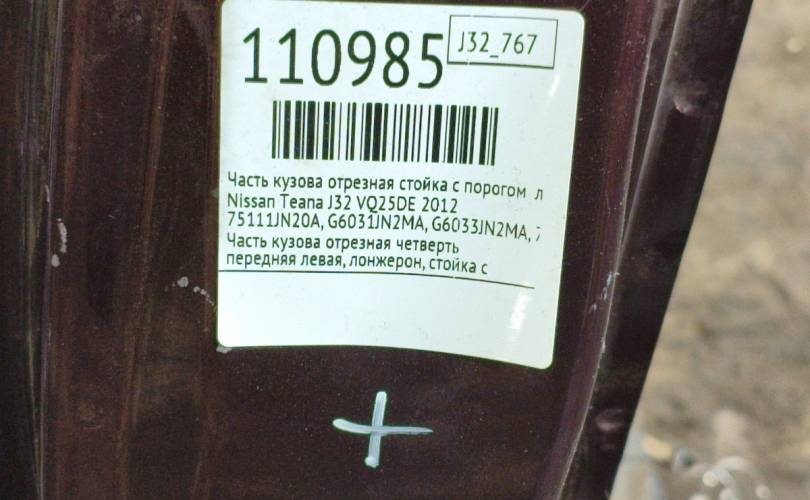 110985
J32_767
Часть кузова отрезная стойка с порогом л
Nissan Teana J32 VQ25DE 2012
75111JN20A, G6031JN2MA, G6033JN2MA, 7
Часть кузова отрезная четверть
передняя левая, лонжерон, стойка с